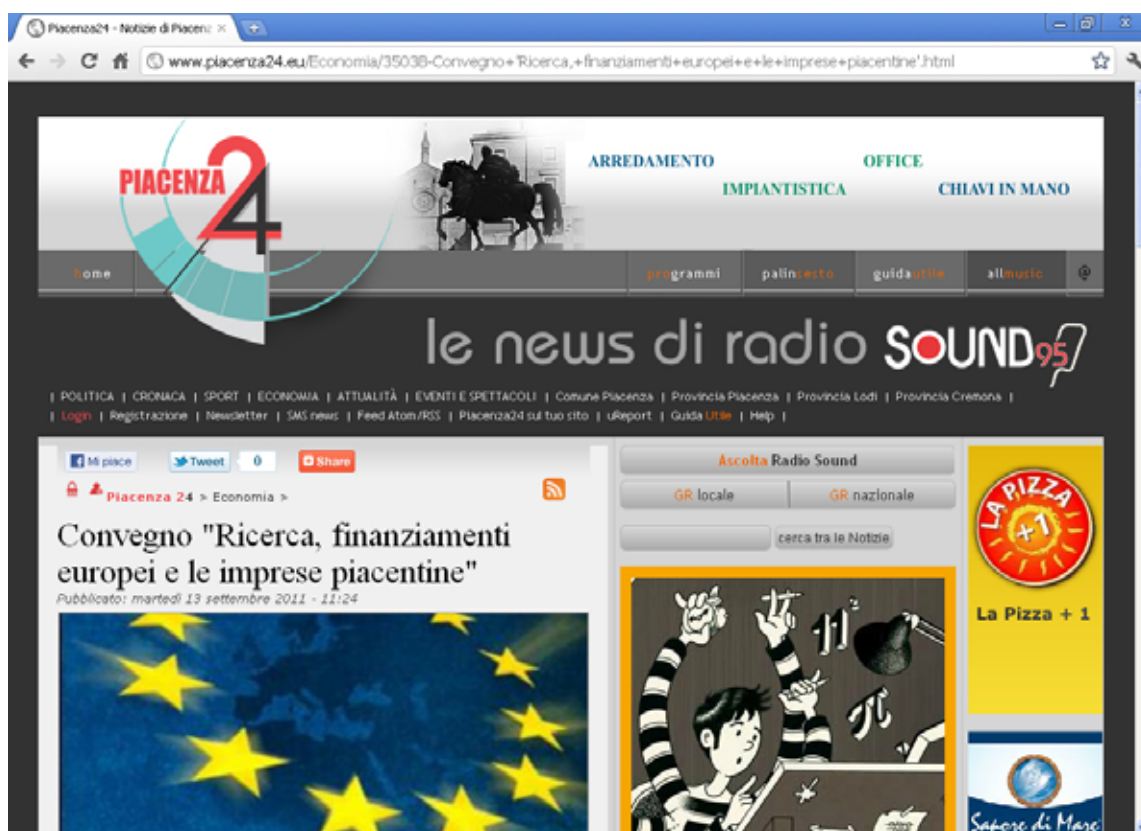 Piacenza24 - Notizie di Piacenz
www.piacenza24.eu/Economia/35038-Convegno+'Ricerca,+finanziamenti+europei+e+le+imprese+piacentine'.html
PIACENZA 24
ARREDAMENTO OFFICE
IMPIANTISTICA CHIAVI IN MANO
home programmi palinsesto guidautile allmusic @
le news di radio SOUND95
| POLITICA | CRONACA | SPORT | ECONOMIA | ATTUALITÀ | EVENTI E SPETTACOLI | Comune Piacenza | Provincia Piacenza | Provincia Lodi | Provincia Cremona |
| Login | Registrazione | Newsletter | SMS news | Feed Atom/RSS | Piacenza24 sul tuo sito | uReport | Guida Utile | Help |
Mi piace Tweet 0 Share
Piacenza 24 > Economia >
Convegno "Ricerca, finanziamenti
europei e le imprese piacentine"
Pubblicato: martedì 13 settembre 2011 - 11:24
Ascolta Radio Sound
GR locale GR nazionale
cerca tra le Notizie
11
π
LA PIZZA
+1
La Pizza + 1
Sapore di Mare